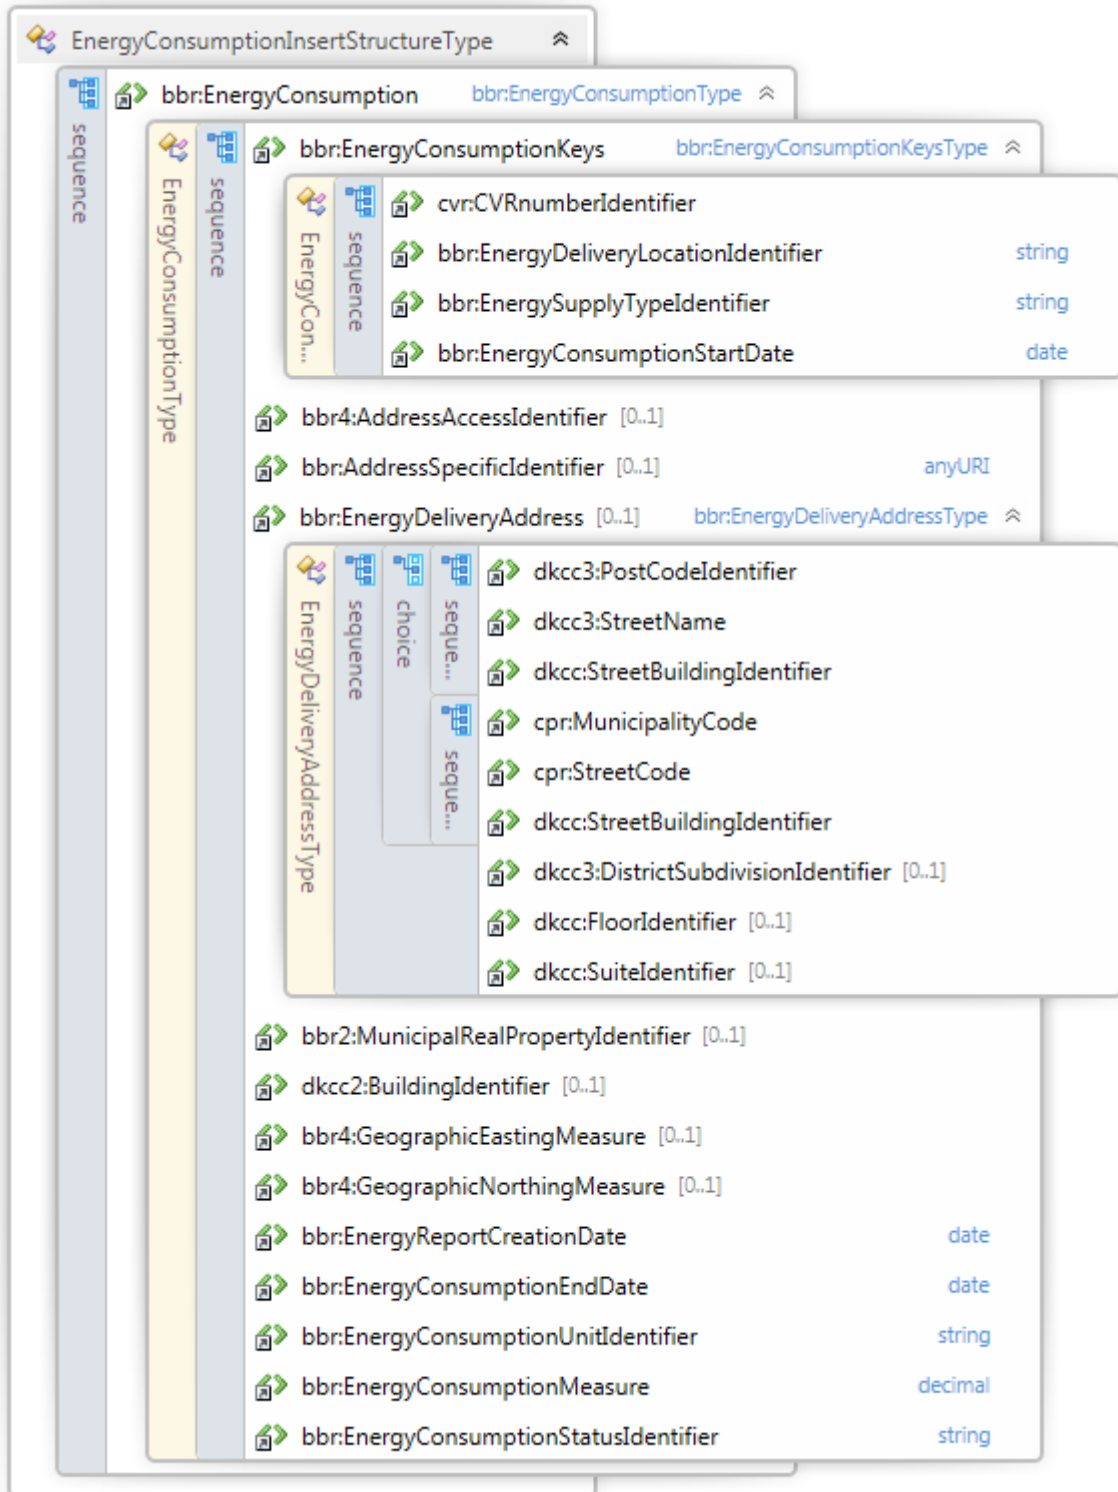 EnergyConsumptionInsertStructureType
sequence
bbr:EnergyConsumption bbr:EnergyConsumptionType
EnergyConsumptionType
sequence
bbr:EnergyConsumptionKeys bbr:EnergyConsumptionKeysType
EnergyCon...
sequence
cvr:CVRnumberIdentifier
bbr:EnergyDeliveryLocationIdentifier string
bbr:EnergySupplyTypeIdentifier string
bbr:EnergyConsumptionStartDate date
bbr4:AddressAccessIdentifier [0..1]
bbr:AddressSpecificIdentifier [0..1] anyURI
bbr:EnergyDeliveryAddress [0..1] bbr:EnergyDeliveryAddressType
EnergyDeliveryAddressType
sequence
choice
seque...
dkcc3:PostCodeIdentifier
dkcc3:StreetName
dkcc:StreetBuildingIdentifier
seque...
cpr:MunicipalityCode
cpr:StreetCode
dkcc:StreetBuildingIdentifier
dkcc3:DistrictSubdivisionIdentifier [0..1]
dkcc:FloorIdentifier [0..1]
dkcc:SuiteIdentifier [0..1]
bbr2:MunicipalRealPropertyIdentifier [0..1]
dkcc2:BuildingIdentifier [0..1]
bbr4:GeographicEastingMeasure [0..1]
bbr4:GeographicNorthingMeasure [0..1]
bbr:EnergyReportCreationDate date
bbr:EnergyConsumptionEndDate date
bbr:EnergyConsumptionUnitIdentifier string
bbr:EnergyConsumptionMeasure decimal
bbr:EnergyConsumptionStatusIdentifier string